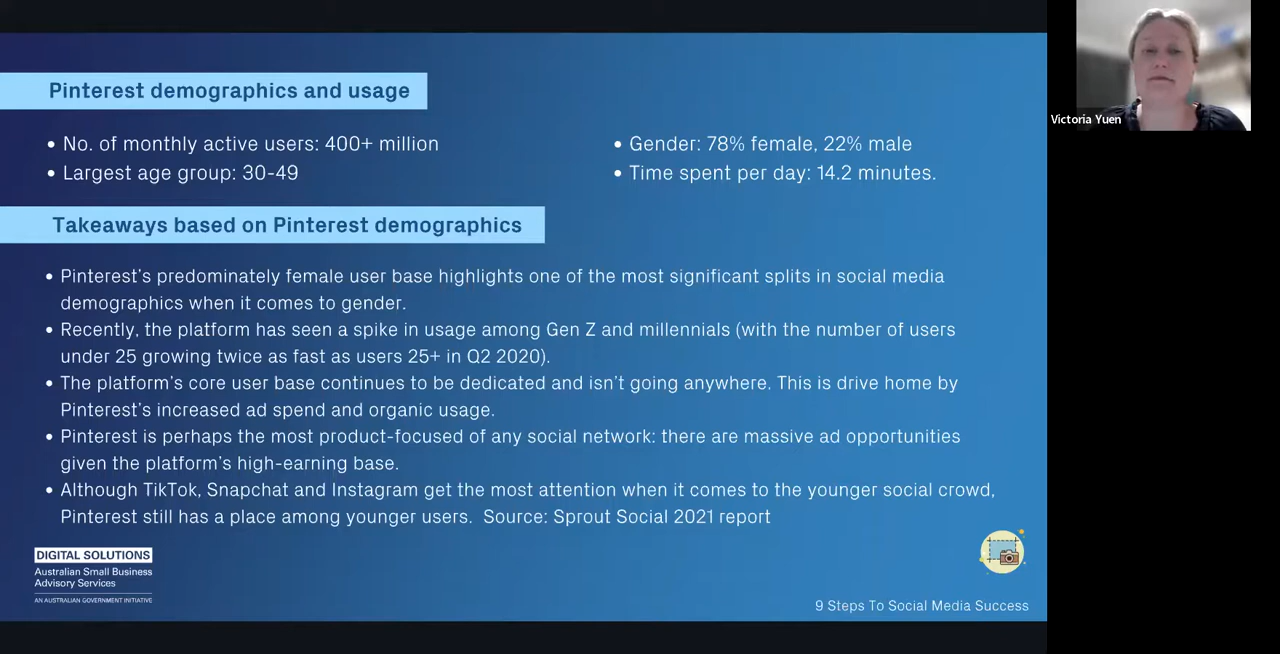 Pinterest demographics and usage
• No. of monthly active users: 400+ million
• Largest age group: 30-49
• Gender: 78% female, 22% male
• Time spent per day: 14.2 minutes.
Takeaways based on Pinterest demographics
• Pinterest's predominately female user base highlights one of the most significant splits in social media
demographics when it comes to gender.
• Recently, the platform has seen a spike in usage among Gen Z and millennials (with the number of users
under 25 growing twice as fast as users 25+ in Q2 2020).
• The platform's core user base continues to be dedicated and isn't going anywhere. This is drive home by
Pinterest's increased ad spend and organic usage.
• Pinterest is perhaps the most product-focused of any social network: there are massive ad opportunities
given the platform's high-earning base.
• Although TikTok, Snapchat and Instagram get the most attention when it comes to the younger social crowd,
Pinterest still has a place among younger users.  Source: Sprout Social 2021 report
DIGITAL SOLUTIONS
Australian Small Business
Advisory Services
AN AUSTRALIAN GOVERNMENT INITIATIVE
9 Steps To Social Media Success
Victoria Yuen